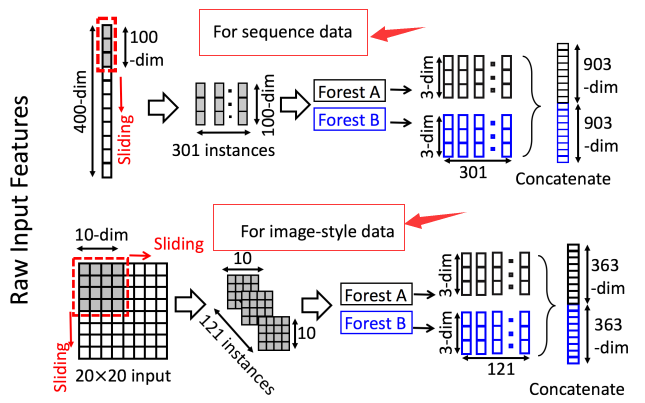 Raw Input Features
400-dim
100
-dim
Sliding
For sequence data
301 instances
100-dim
Forest A
Forest B
3-dim
3-dim
301
903
-dim
903
-dim
Concatenate
10-dim
Sliding
Sliding
20×20 input
For image-style data
10
10
121 instances
Forest A
Forest B
3-dim
3-dim
121
363
-dim
363
-dim
Concatenate